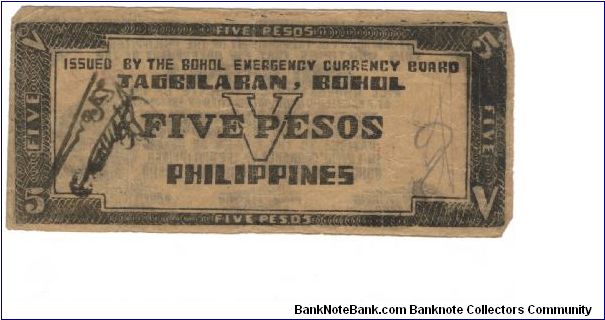 V FIVE PESOS 5
ISSUED BY THE BOHOL EMERGENCY CURRENCY BOARD
TAGBILARAN, BOHOL
FIVE V FIVE
FIVE PESOS
PHILIPPINES
5 FIVE PESOS V
BankNoteBank.com Banknote Collectors Community